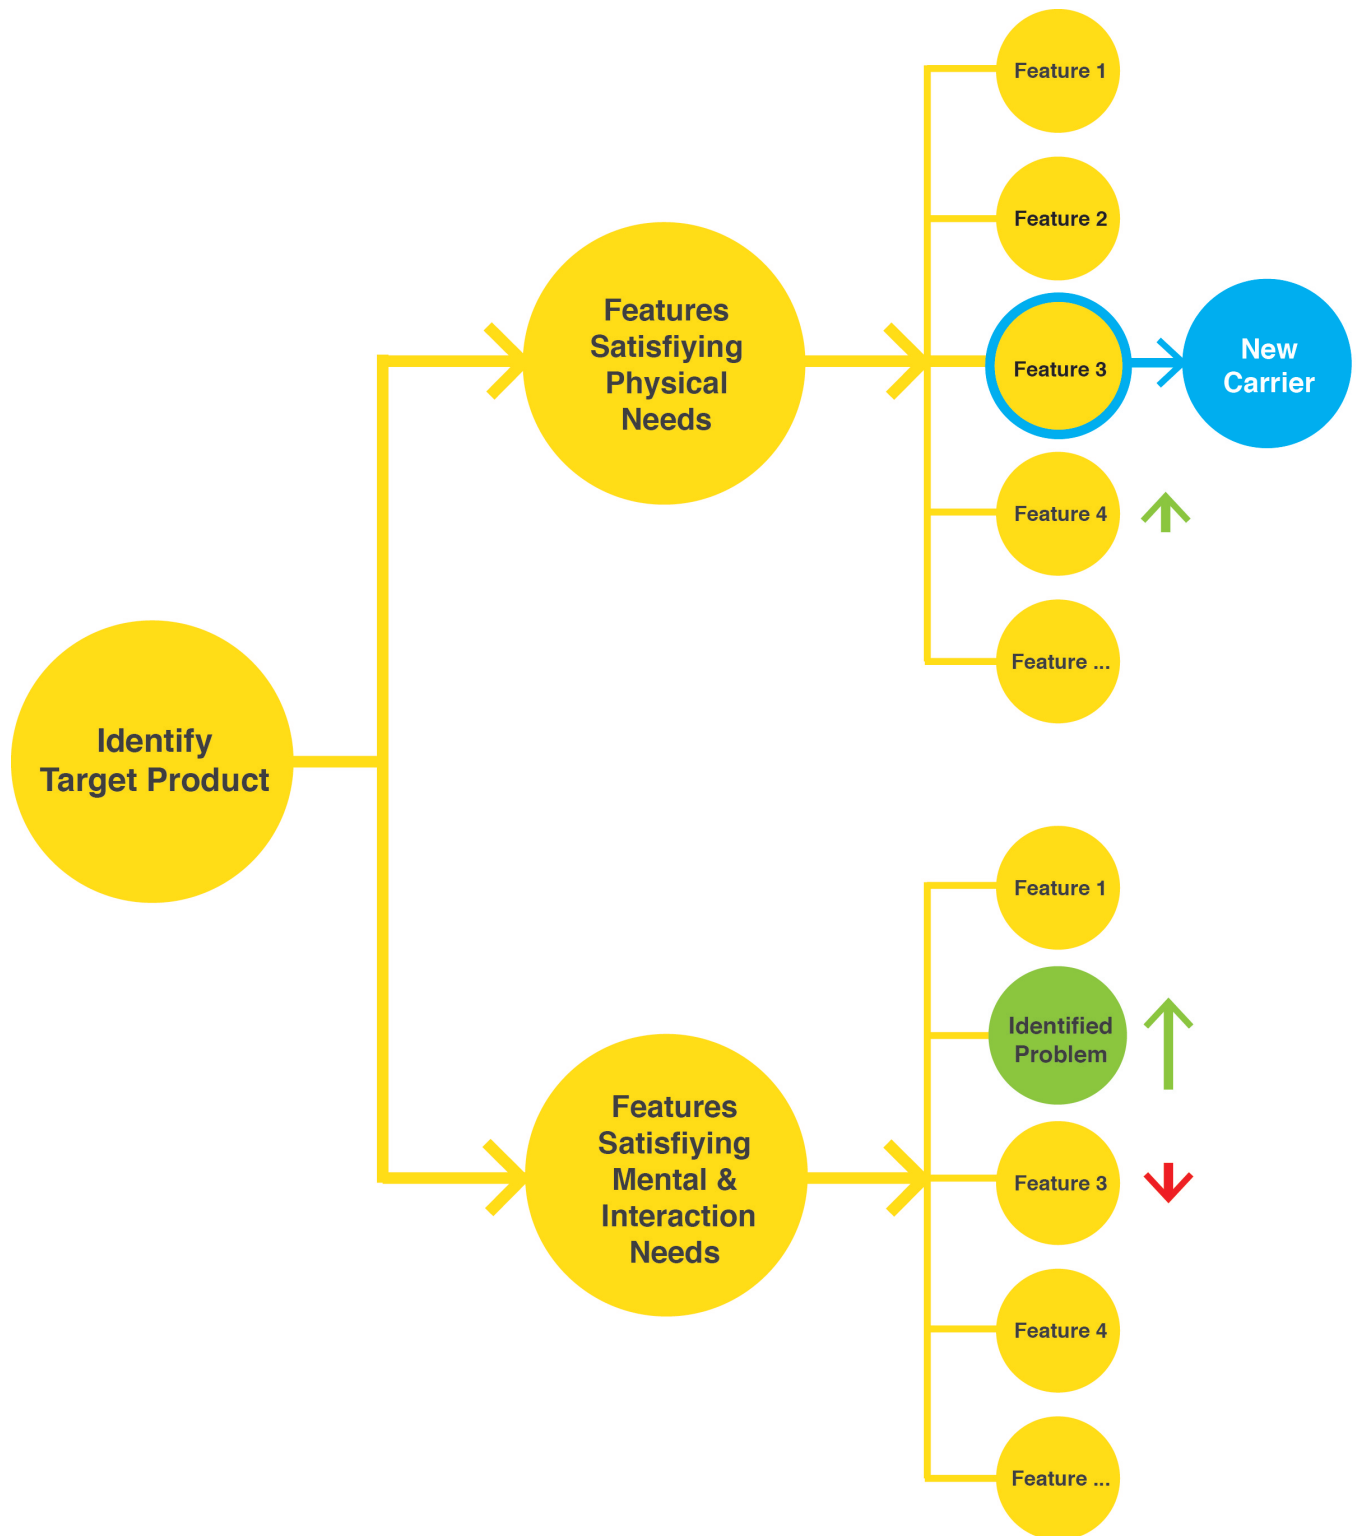 Identify
Target Product
Features
Satisfiying
Physical
Needs
Feature 1
Feature 2
Feature 3
New
Carrier
Feature 4
Feature ...
Features
Satisfiying
Mental &
Interaction
Needs
Feature 1
Identified
Problem
Feature 3
Feature 4
Feature ...